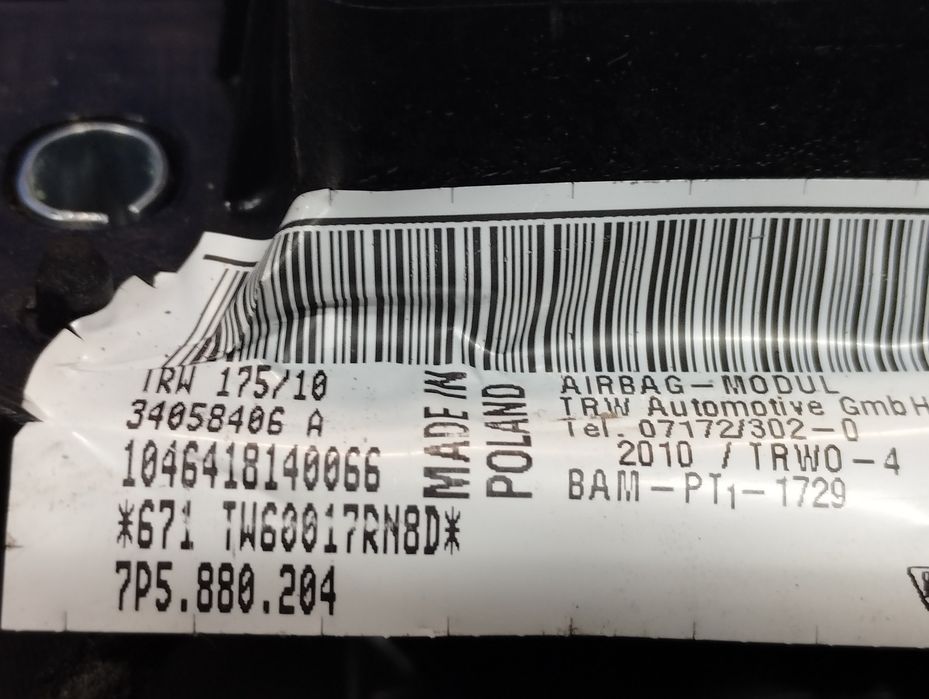 TRW 175/10
34058406 A
1046418140066
*671 TW60017RN8D*
7P5.880.204
MADE IN
POLAND
AIRBAG-MODUL
TRW Automotive GmbH
Tel. 07172/302-0
2010 / TRWO-4
BAM-PT1-1729